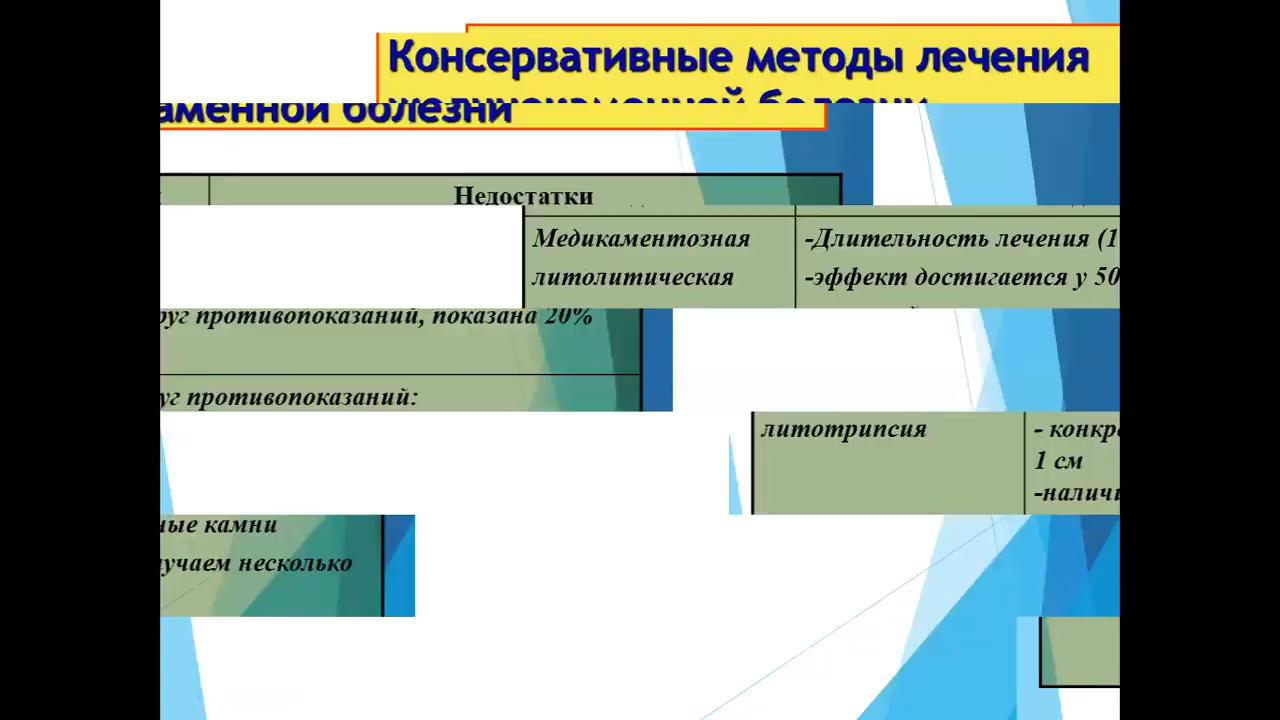 Консервативные методы лечения
аменной болезни
Недостатки
Медикаментозная
-Длительность лечения (1
литолитическая
-эффект достигается у 50
руг противопоказаний, показана 20%
уг противопоказаний:
литотрипсия
- конкр
1 см
-наличи
ные камни
учаем несколько